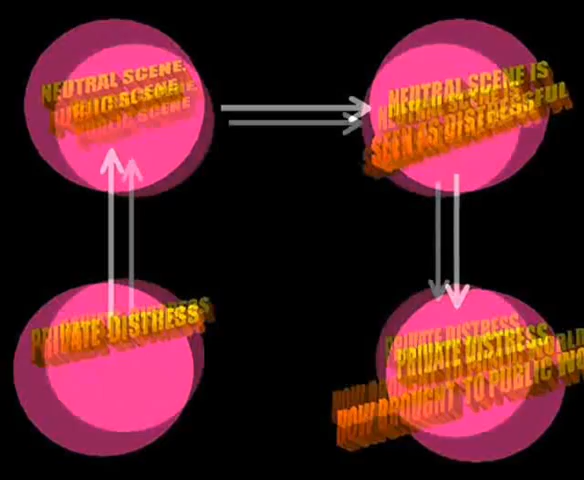 NEUTRAL SCENE.
PUBLIC SCENE.
NEUTRAL SCENE IS
SEEN AS DISTRESSFUL
PRIVATE DISTRESS
PRIVATE DISTRESS
NOW BROUGHT TO PUBLIC